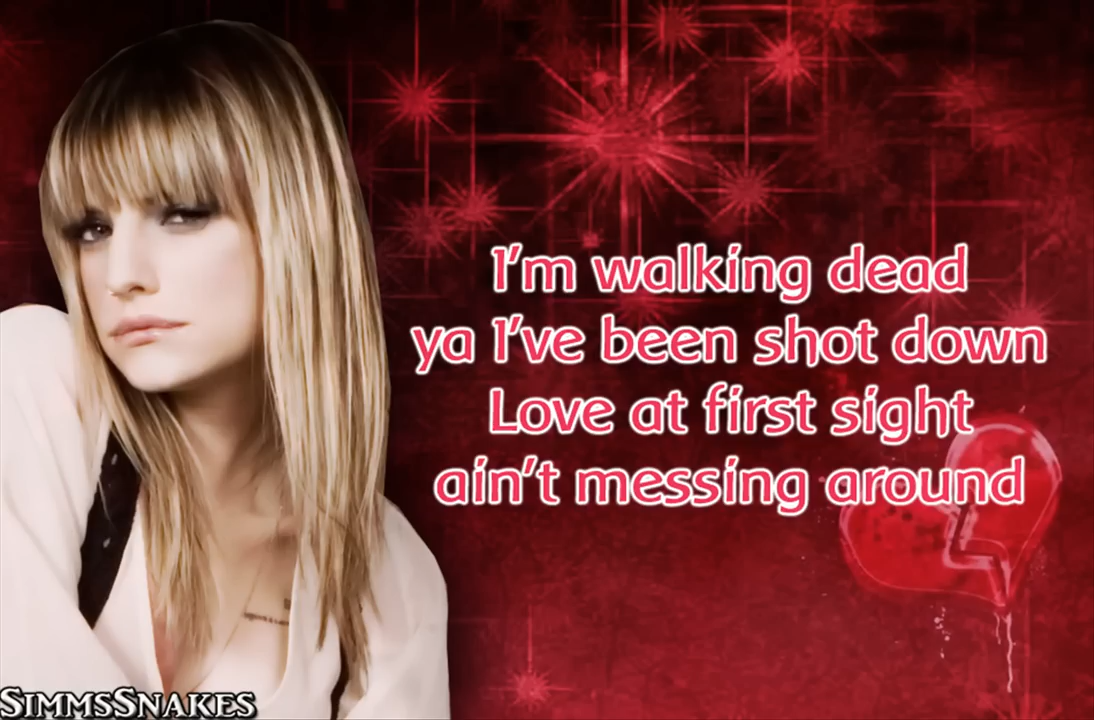 I'm walking dead
ya I've been shot down
Love at first sight
ain't messing around
SimmsSnakes